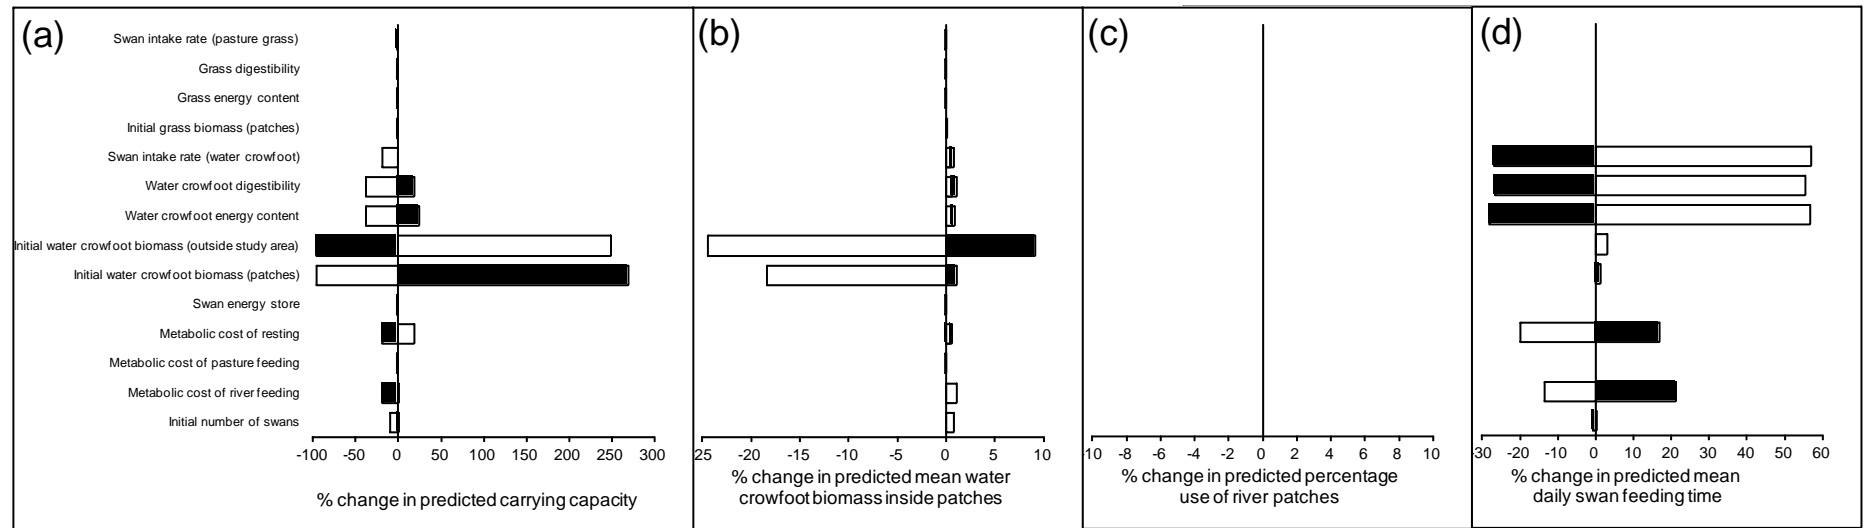 (a)
Swan intake rate (pasture grass)
Grass digestibility
Grass energy content
Initial grass biomass (patches)
Swan intake rate (water crowfoot)
Water crowfoot digestibility
Water crowfoot energy content
Initial water crowfoot biomass (outside study area)
Initial water crowfoot biomass (patches)
Swan energy store
Metabolic cost of resting
Metabolic cost of pasture feeding
Metabolic cost of river feeding
Initial number of swans
-100 -50 0 50 100 150 200 250 300
% change in predicted carrying capacity
(b)
25 -20 -15 -10 -5 0 5 10
% change in predicted mean water
crowfoot biomass inside patches
(c)
10 -8 -6 -4 -2 0 2 4 6 8 10
% change in predicted percentage
use of river patches
(d)
-30 -20 -10 0 10 20 30 40 50 60
% change in predicted mean
daily swan feeding time